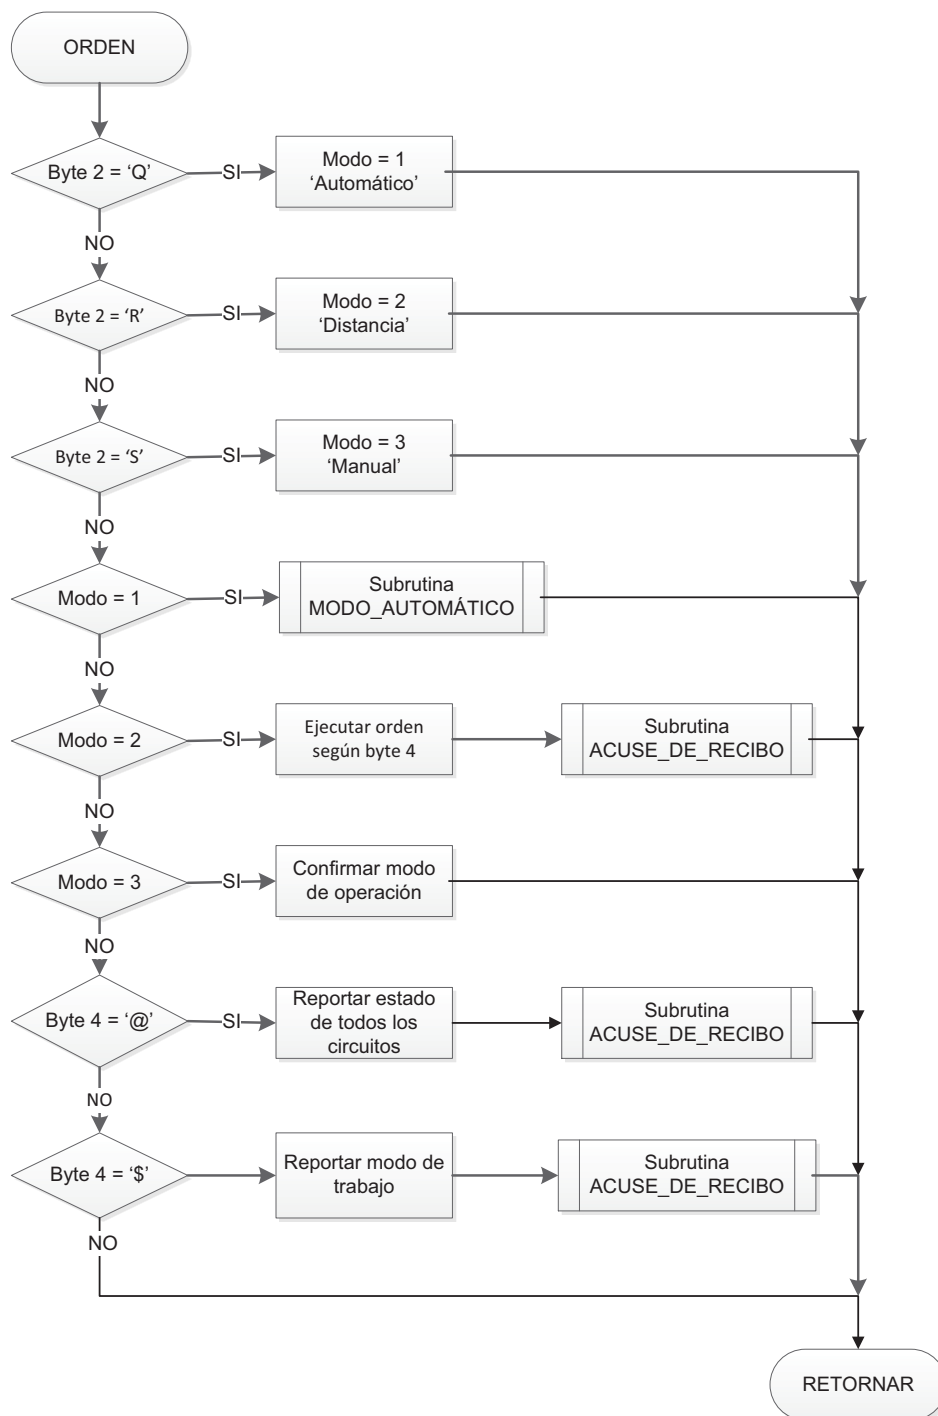 ORDEN
Byte 2 = ‘Q’
SI
Modo = 1
‘Automático’
NO
Byte 2 = ‘R’
SI
Modo = 2
‘Distancia’
NO
Byte 2 = ‘S’
SI
Modo = 3
‘Manual’
NO
Modo = 1
SI
Subrutina
MODO_AUTOMÁTICO
NO
Modo = 2
SI
Ejecutar orden
según byte 4
Subrutina
ACUSE_DE_RECIBO
NO
Modo = 3
SI
Confirmar modo
de operación
NO
Byte 4 = ‘@’
SI
Reportar estado
de todos los
circuitos
Subrutina
ACUSE_DE_RECIBO
NO
Byte 4 = ‘$’
Reportar modo de
trabajo
Subrutina
ACUSE_DE_RECIBO
NO
RETORNAR